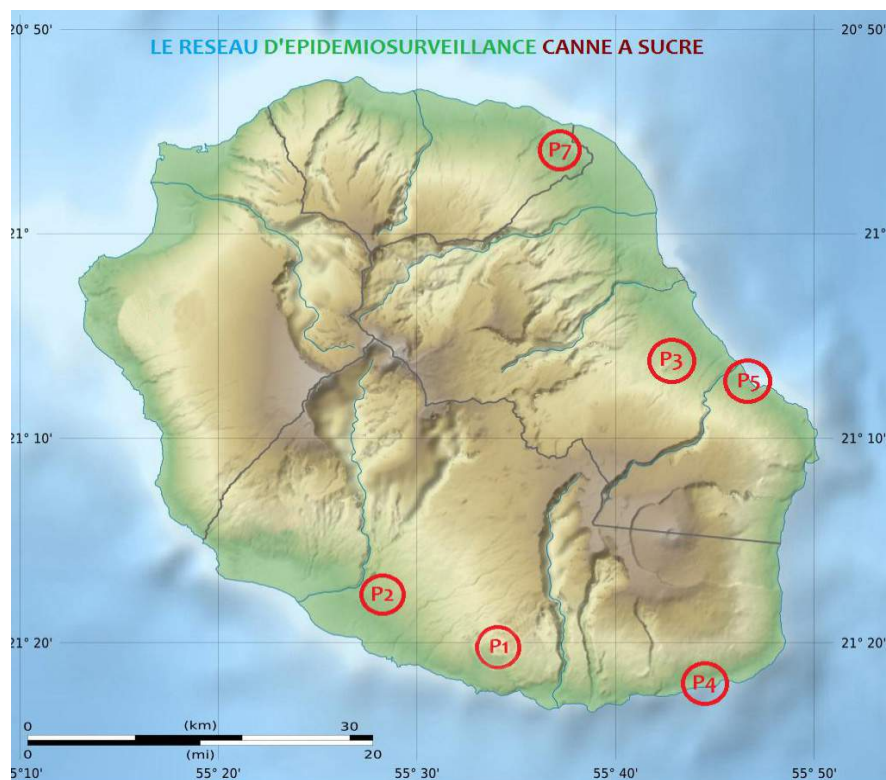 20° 50'
20° 50'
LE RESEAU D'EPIDEMIOSURVEILLANCE CANNE A SUCRE
P7
21°
21°
P3
P5
21° 10'
21° 10'
P2
21° 20'
P1
21° 20'
P4
0 (km) 30
0 (mi) 20
5°10'
55° 20'
55° 30'
55° 40'
55° 50'